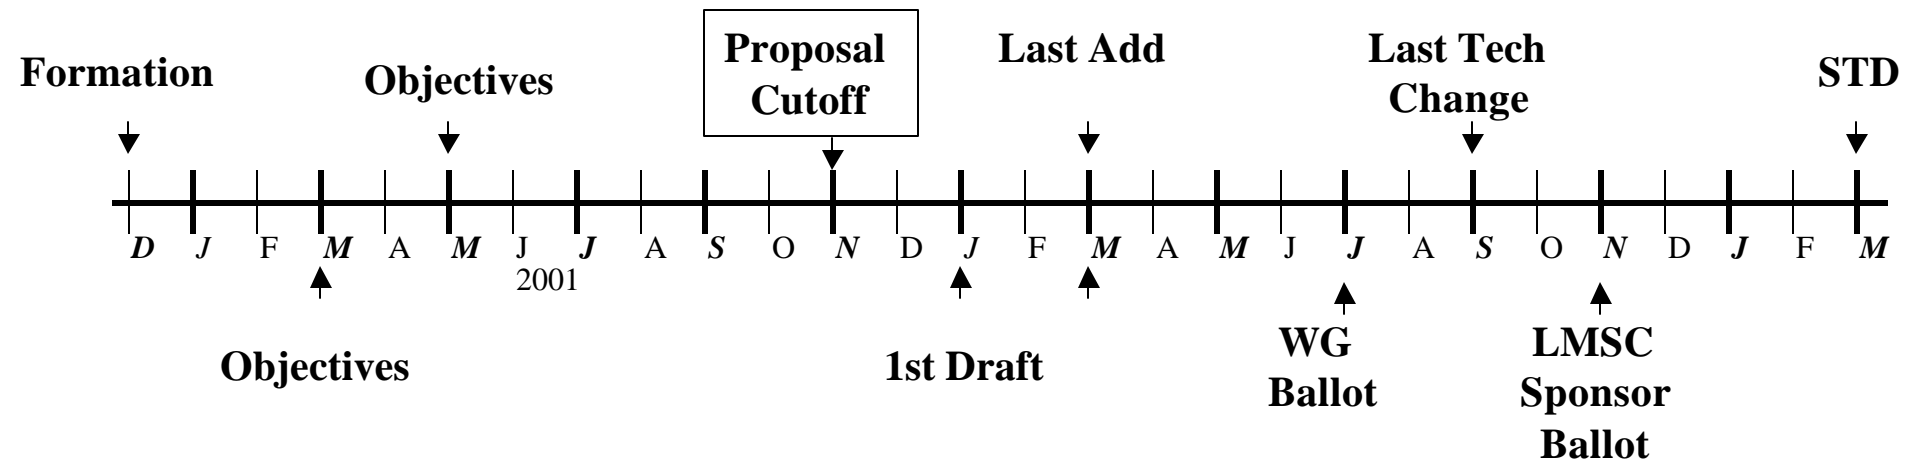 Formation
Objectives
Proposal
Cutoff
Last Add
Last Tech
Change
STD
D J F M A M J J A S O N D J F M A M J J A S O N D J F M
2001
Objectives
1st Draft
WG
Ballot
LMSC
Sponsor
Ballot